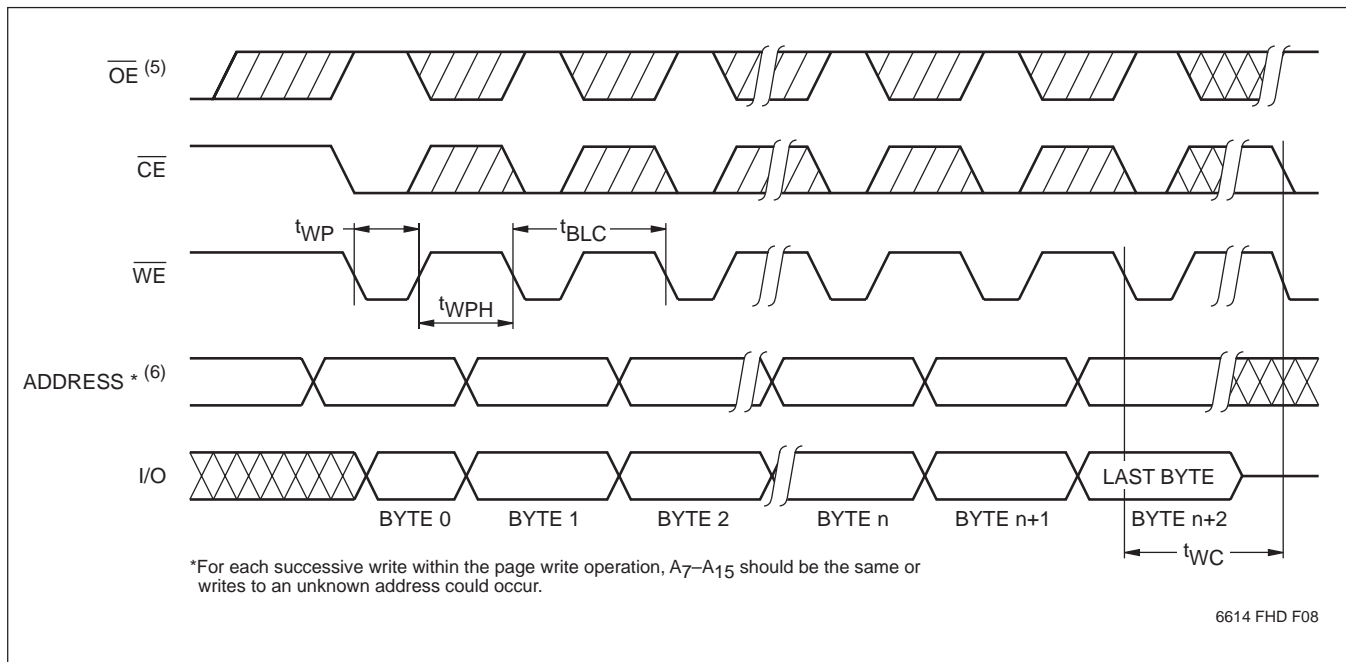 OE (5)
CE
tWP
tBLC
WE
tWPH
ADDRESS * (6)
I/O
LAST BYTE
BYTE 0 BYTE 1 BYTE 2 BYTE n BYTE n+1 BYTE n+2
tWC
*For each successive write within the page write operation, A7–A15 should be the same or
writes to an unknown address could occur.
6614 FHD F08